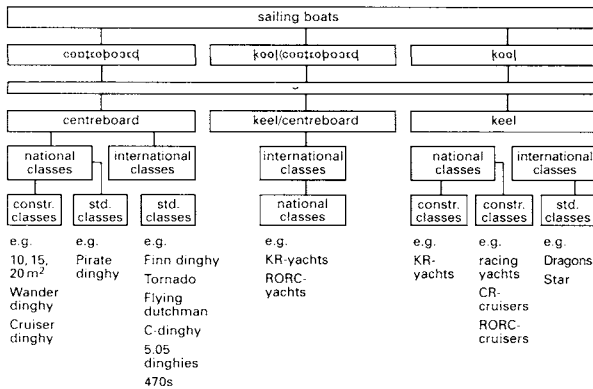 sailing boats
centreboard
keel/centreboard
keel
centreboard
keel/centreboard
keel
national
classes
international
classes
international
classes
national
classes
international
classes
constr.
classes
std.
classes
std.
classes
national
classes
constr.
classes
constr.
classes
std.
classes
e.g.
10, 15,
20 m²
Wander
dinghy
Cruiser
dinghy
e.g.
Pirate
dinghy
e.g.
Finn dinghy
Tornado
Flying
dutchman
C-dinghy
5.05
dinghies
470s
e.g.
KR-yachts
RORC-
yachts
e.g.
KR-
yachts
e.g.
racing
yachts
CR-
cruisers
RORC-
cruisers
e.g.
Dragons
Star